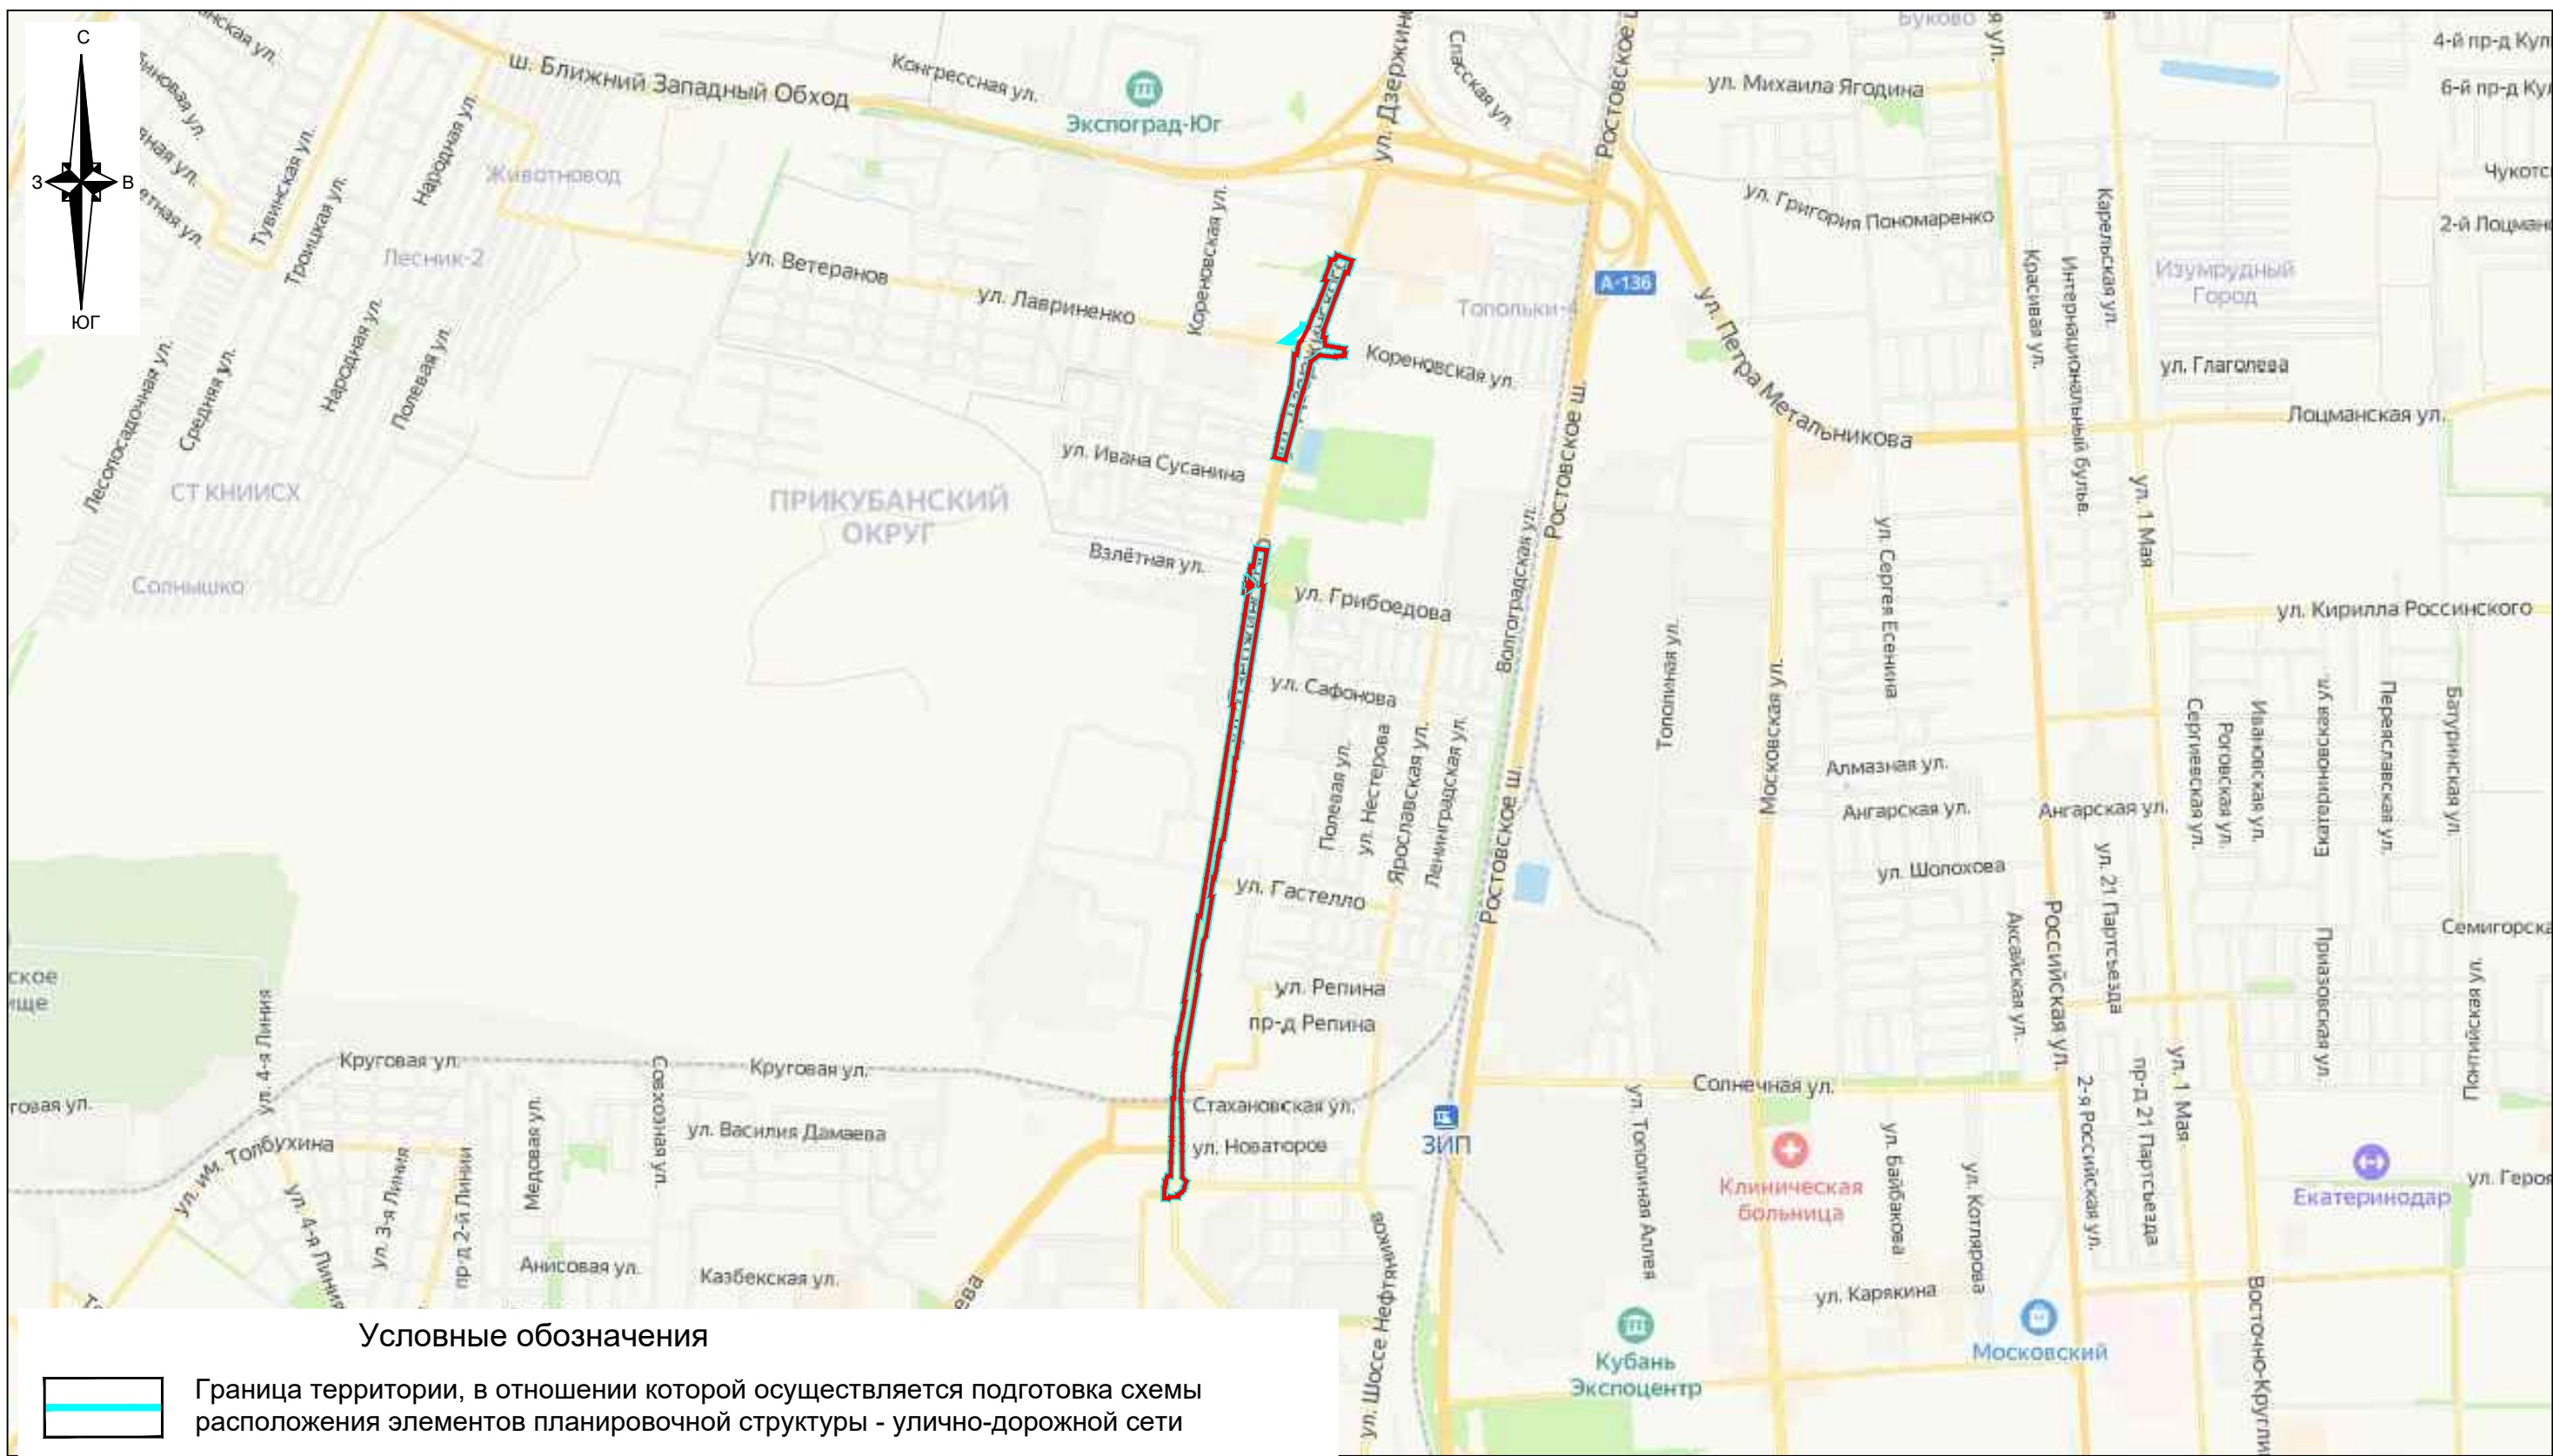 С
З
В
ЮГ
ш. Ближний Западный Обход
Конгрессная ул.
Экспоград-Юг
Спасская ул.
ул. Михаила Ягодина
Буково
4-й пр-д
6-й пр-д
Тувинская ул.
Троицкая ул.
Народная ул.
Животновод
Лесник-2
ул. Ветеранов
ул. Лавриненко
Кореновская ул.
Ростовское
ул. Григория Пономаренко
Красивая ул.
Интернациональный бульв.
Карельская ул.
Изумрудный
Город
2-й
А-136
Топольки-
Кореновская ул.
ул. Петра Метальникова
ул. Глаголева
Лоцманская ул.
Лесопосадочная ул.
Средняя ул.
Народная ул.
Полевая ул.
СТ КНИИСХ
Солнышко
ПРИКУБАНСКИЙ
ОКРУГ
ул. Ивана Сусанина
Взлётная ул.
Ростовское ш.
Волгоградская ул.
ул. Грибоедова
ул. Сафонова
ул. Сергея Есенина
ул. 1 Мая
ул. Кирилла Россинского
Тополиная ул.
Московская ул.
Полевая ул.
ул. Нестерова
Ярославская ул.
Ленинградская ул.
Ростовское ш.
Алмазная ул.
Ангарская ул.
Ангарская ул.
ул. Шолохова
Сергиевская ул.
Роговская ул.
Ивановская ул.
Екатериновская ул.
Переяславская ул.
Батуринская ул.
ул. Гастелло
ул. Репина
пр-д Репина
Аксайская ул.
Российская ул.
ул. 21 Партсъезда
Приазовская ул.
Понтийская ул.
ское
ище
ул. 4-я Линия
Круговая ул.
Круговая ул.
говая ул.
Совхозная ул.
ул. Василия Дамаева
Медовая ул.
ул. им. Толбухина
ул. 4-я Линия
ул. 3-я Линия
пр-д 2-й Линии
Анисовая ул.
Казбекская ул.
ева
Стахановская ул.
ул. Новаторов
ЗИП
Солнечная ул.
ул. Тополиная Аллея
Клиническая
больница
ул. Байбакова
ул. Котлярова
ул. Карякина
2-я Российская ул.
пр-д 21 Партсъезда
ул. 1 Мая
Екатеринодар
ул. Шоссе Нефтяников
Кубань
Экспоцентр
Московский
Условные обозначения
Граница территории, в отношении которой осуществляется подготовка схемы
расположения элементов планировочной структуры - улично-дорожной сети